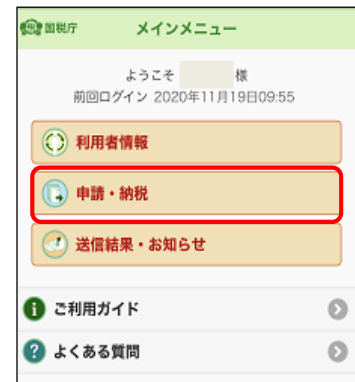 国税庁 メインメニュー
ようこそ 様
前回ログイン 2020年11月19日09:55
利用者情報
申請・納税
送信結果・お知らせ
ご利用ガイド
よくある質問